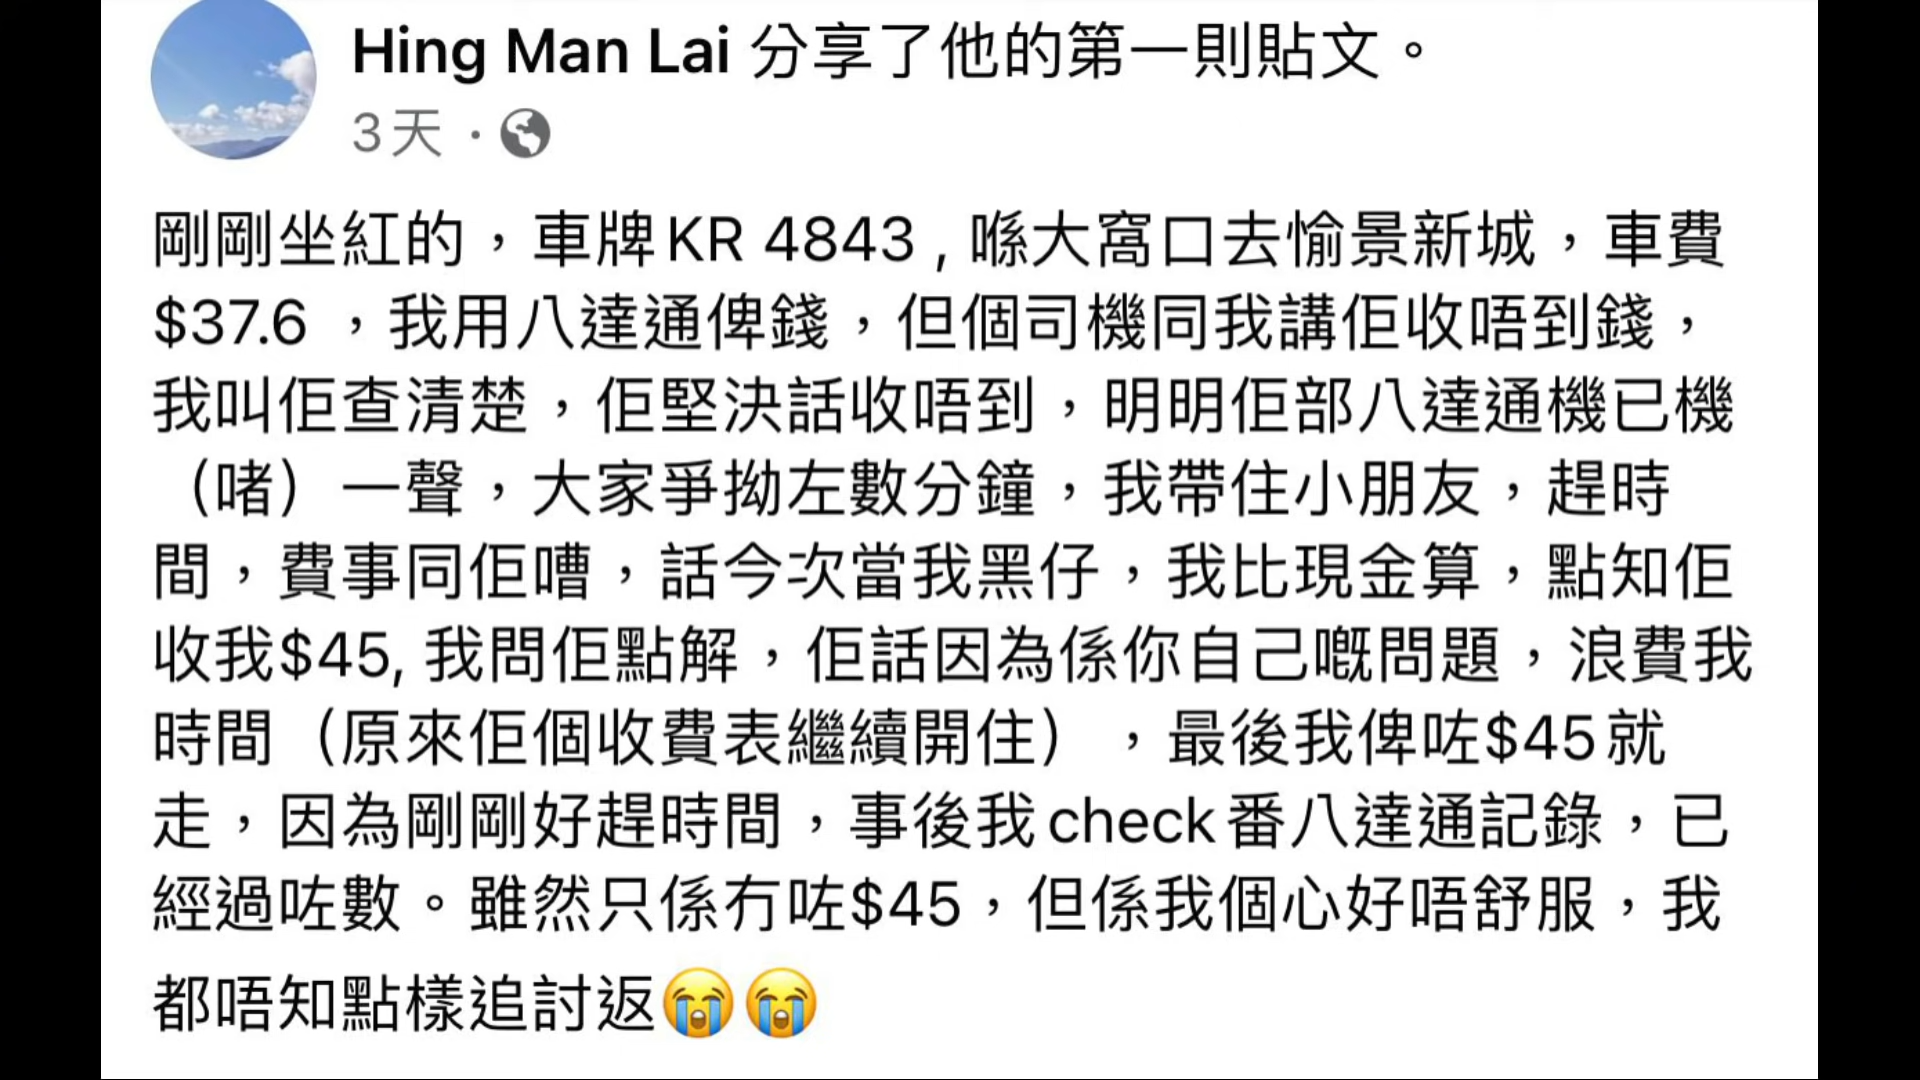 Hing Man Lai 分享了他的第一則貼文。
3天 ·
剛剛坐紅的，車牌KR 4843 , 喺大窩口去愉景新城，車費
$37.6 ，我用八達通俾錢，但個司機同我講佢收唔到錢，
我叫佢查清楚，佢堅決話收唔到，明明佢部八達通機已機
（啫）一聲，大家爭拗左數分鐘，我帶住小朋友，趕時
間，費事同佢嘈，話今次當我黑仔，我比現金算，點知佢
收我$45, 我問佢點解，佢話因為係你自己嘅問題，浪費我
時間（原來佢個收費表繼續開住），最後我俾咗$45就
走，因為剛剛好趕時間，事後我check番八達通記錄，已
經過咗數。雖然只係冇咗$45，但係我個心好唔舒服，我
都唔知點樣追討返😭😭